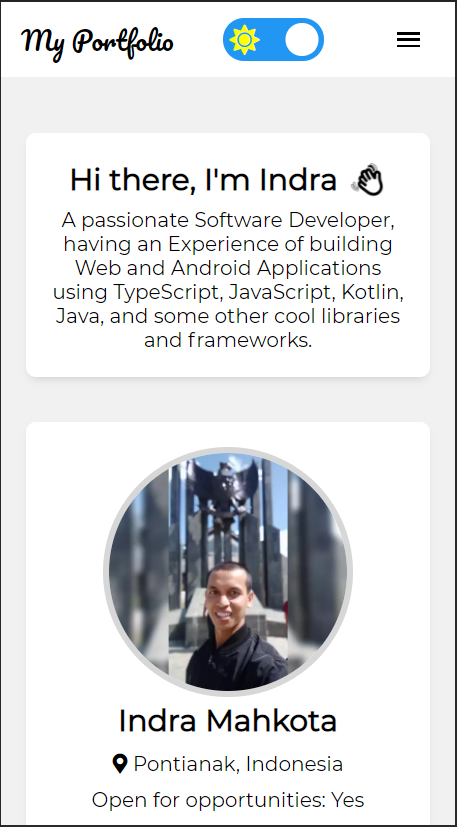 My Portfolio
Hi there, I'm Indra
A passionate Software Developer,
having an Experience of building
Web and Android Applications
using TypeScript, JavaScript, Kotlin,
Java, and some other cool libraries
and frameworks.
Indra Mahkota
Pontianak, Indonesia
Open for opportunities: Yes